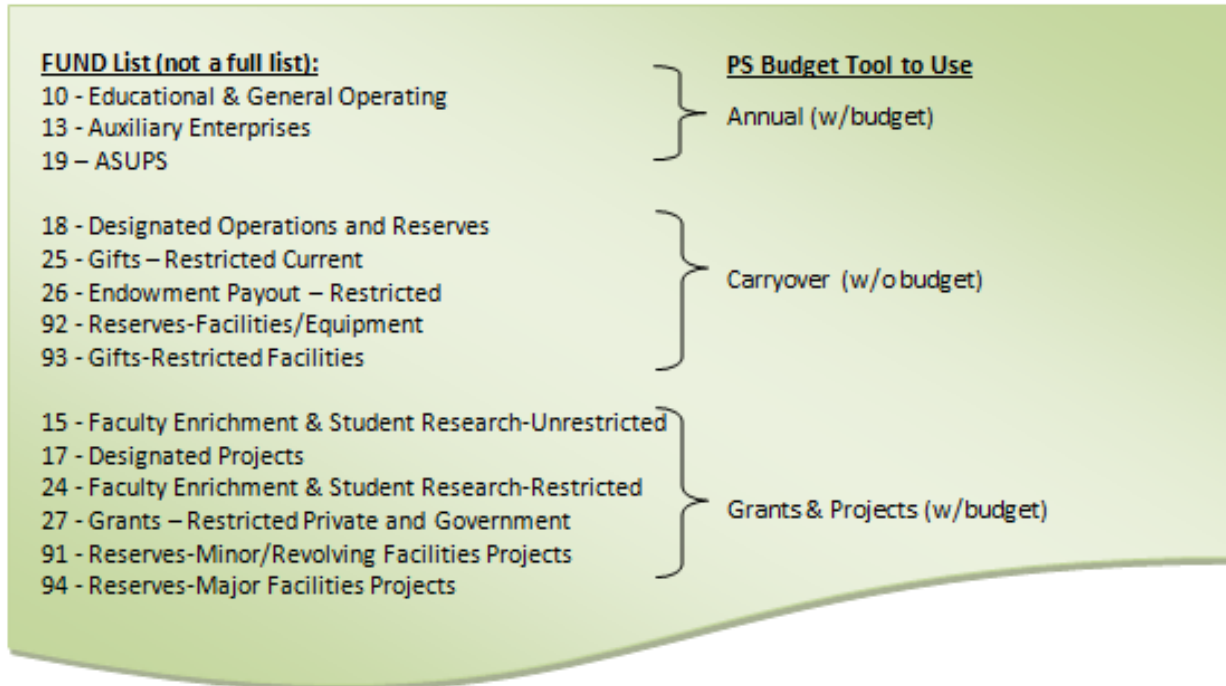 FUND List (not a full list):
PS Budget Tool to Use
10 - Educational & General Operating
13 - Auxiliary Enterprises
19 – ASUPS
Annual (w/budget)
18 - Designated Operations and Reserves
25 - Gifts – Restricted Current
26 - Endowment Payout – Restricted
92 - Reserves-Facilities/Equipment
93 - Gifts-Restricted Facilities
Carryover (w/o budget)
15 - Faculty Enrichment & Student Research-Unrestricted
17 - Designated Projects
24 - Faculty Enrichment & Student Research-Restricted
27 - Grants – Restricted Private and Government
91 - Reserves-Minor/Revolving Facilities Projects
94 - Reserves-Major Facilities Projects
Grants & Projects (w/budget)